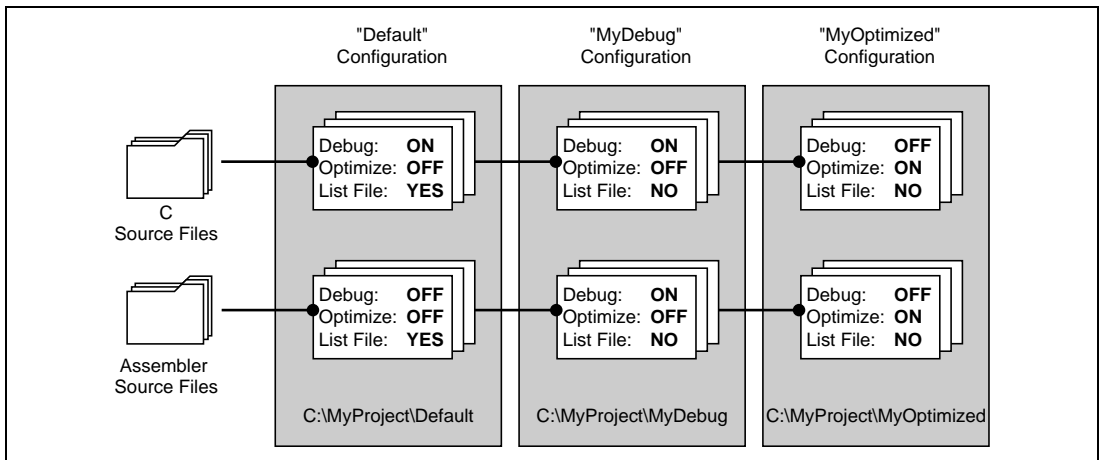 "Default"
Configuration
"MyDebug"
Configuration
"MyOptimized"
Configuration
C
Source Files
Debug: ON
Optimize: OFF
List File: YES
Debug: ON
Optimize: OFF
List File: NO
Debug: OFF
Optimize: ON
List File: NO
Assembler
Source Files
Debug: OFF
Optimize: OFF
List File: YES
Debug: ON
Optimize: OFF
List File: NO
Debug: OFF
Optimize: ON
List File: NO
C:\MyProject\Default
C:\MyProject\MyDebug
C:\MyProject\MyOptimized